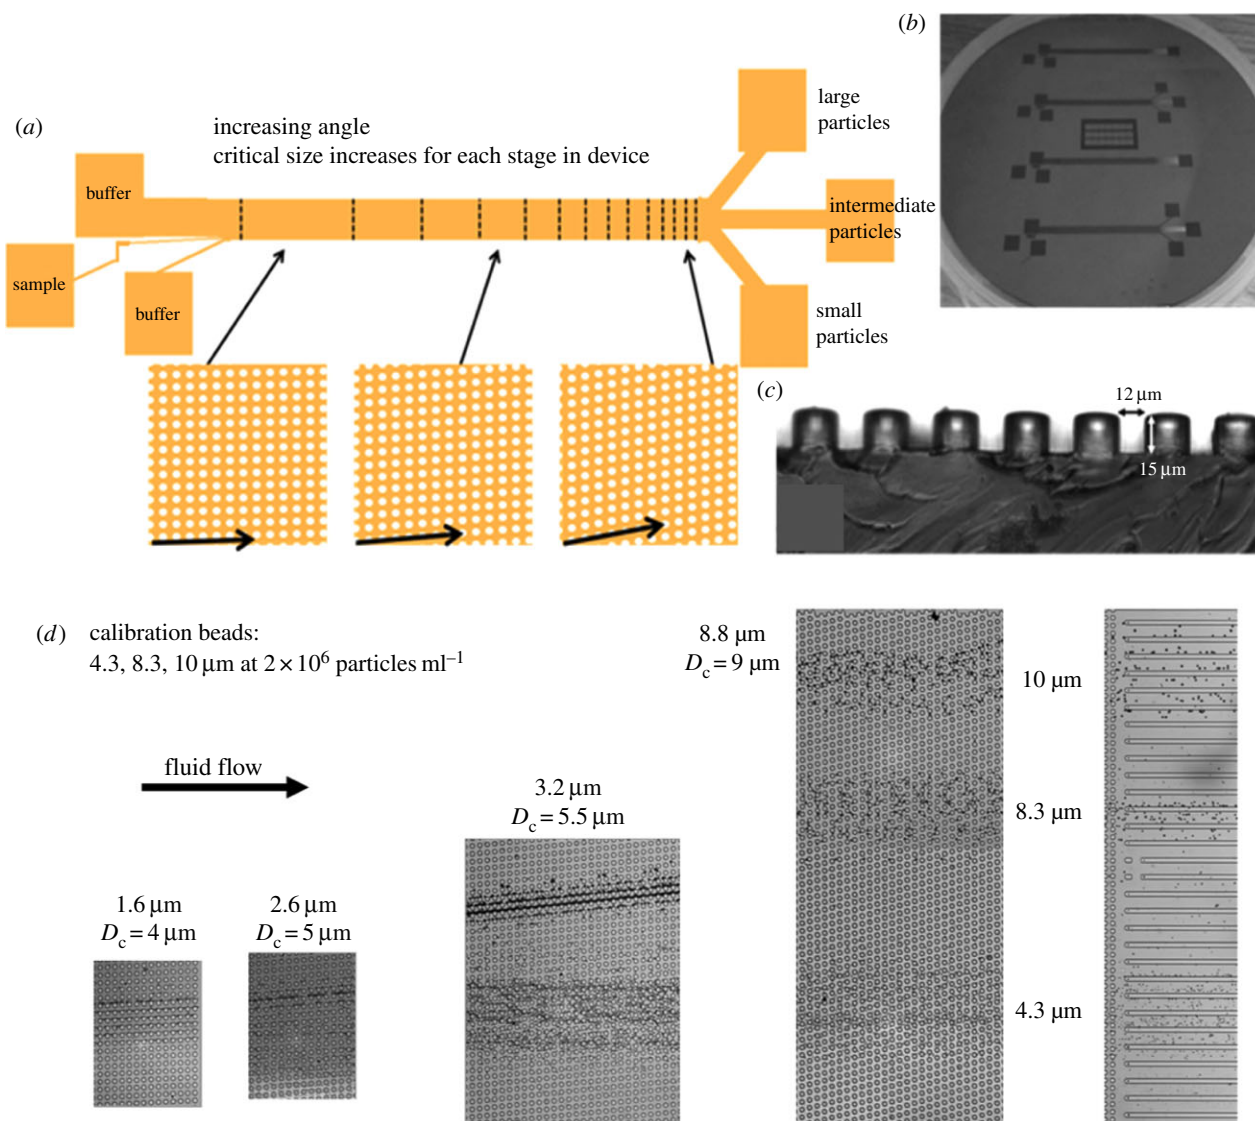 (a)
increasing angle
critical size increases for each stage in device
buffer
sample
buffer
large
particles
intermediate
particles
small
particles
(b)
(c)
12 µm
15 µm
(d) calibration beads:
4.3, 8.3, 10 µm at 2 × 10⁶ particles ml⁻¹
fluid flow
1.6 µm
D_c = 4 µm
2.6 µm
D_c = 5 µm
3.2 µm
D_c = 5.5 µm
8.8 µm
D_c = 9 µm
10 µm
8.3 µm
4.3 µm